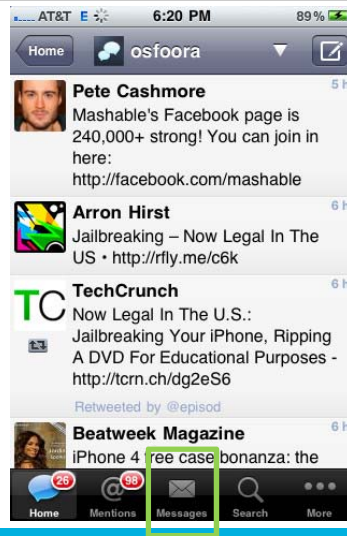 AT&T E 6:20 PM 89%
Home osfoora
Pete Cashmore 5 h
Mashable's Facebook page is
240,000+ strong! You can join in
here:
http://facebook.com/mashable
Arron Hirst 6 h
Jailbreaking – Now Legal In The
US • http://rfly.me/c6k
TC
TechCrunch 6 h
Now Legal In The U.S.:
Jailbreaking Your iPhone, Ripping
A DVD For Educational Purposes -
http://tcrn.ch/dg2eS6
Retweeted by @episod
Beatweek Magazine 6 h
iPhone 4 free case bonanza: the
26 @ 98
Home Mentions Messages Search More